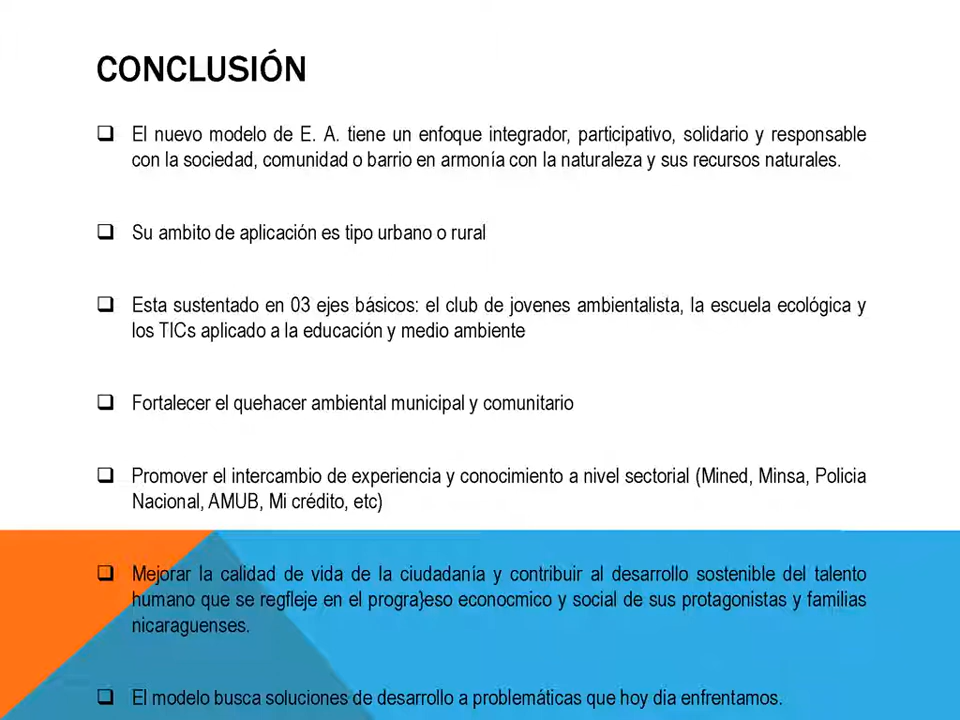 CONCLUSIÓN
El nuevo modelo de E. A. tiene un enfoque integrador, participativo, solidario y responsable
con la sociedad, comunidad o barrio en armonía con la naturaleza y sus recursos naturales.
Su ambito de aplicación es tipo urbano o rural
Esta sustentado en 03 ejes básicos: el club de jovenes ambientalista, la escuela ecológica y
los TICs aplicado a la educación y medio ambiente
Fortalecer el quehacer ambiental municipal y comunitario
Promover el intercambio de experiencia y conocimiento a nivel sectorial (Mined, Minsa, Policia
Nacional, AMUB, Mi crédito, etc)
Mejorar la calidad de vida de la ciudadanía y contribuir al desarrollo sostenible del talento
humano que se regfleje en el progra}eso econocmico y social de sus protagonistas y familias
nicaraguenses.
El modelo busca soluciones de desarrollo a problemáticas que hoy dia enfrentamos.